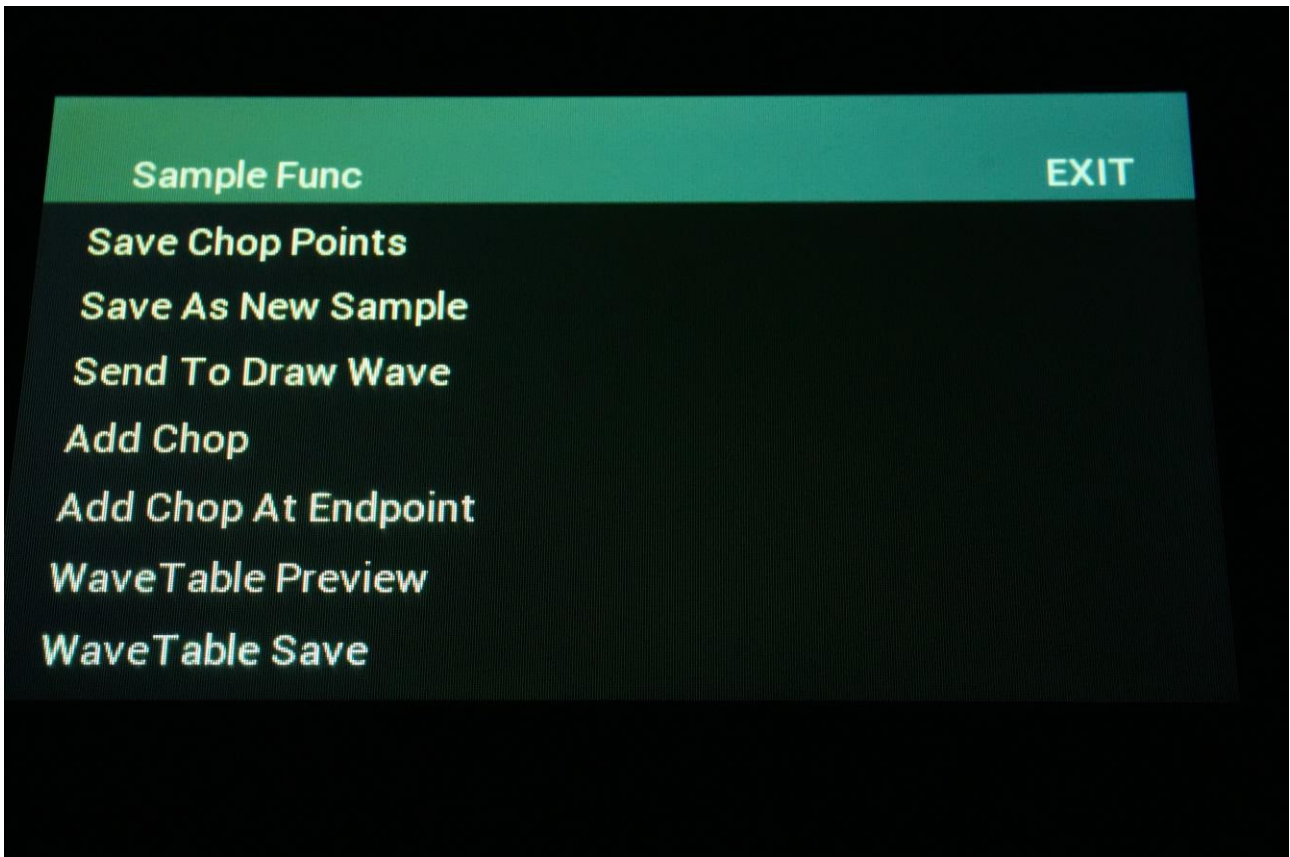 Sample Func EXIT
Save Chop Points
Save As New Sample
Send To Draw Wave
Add Chop
Add Chop At Endpoint
WaveTable Preview
WaveTable Save